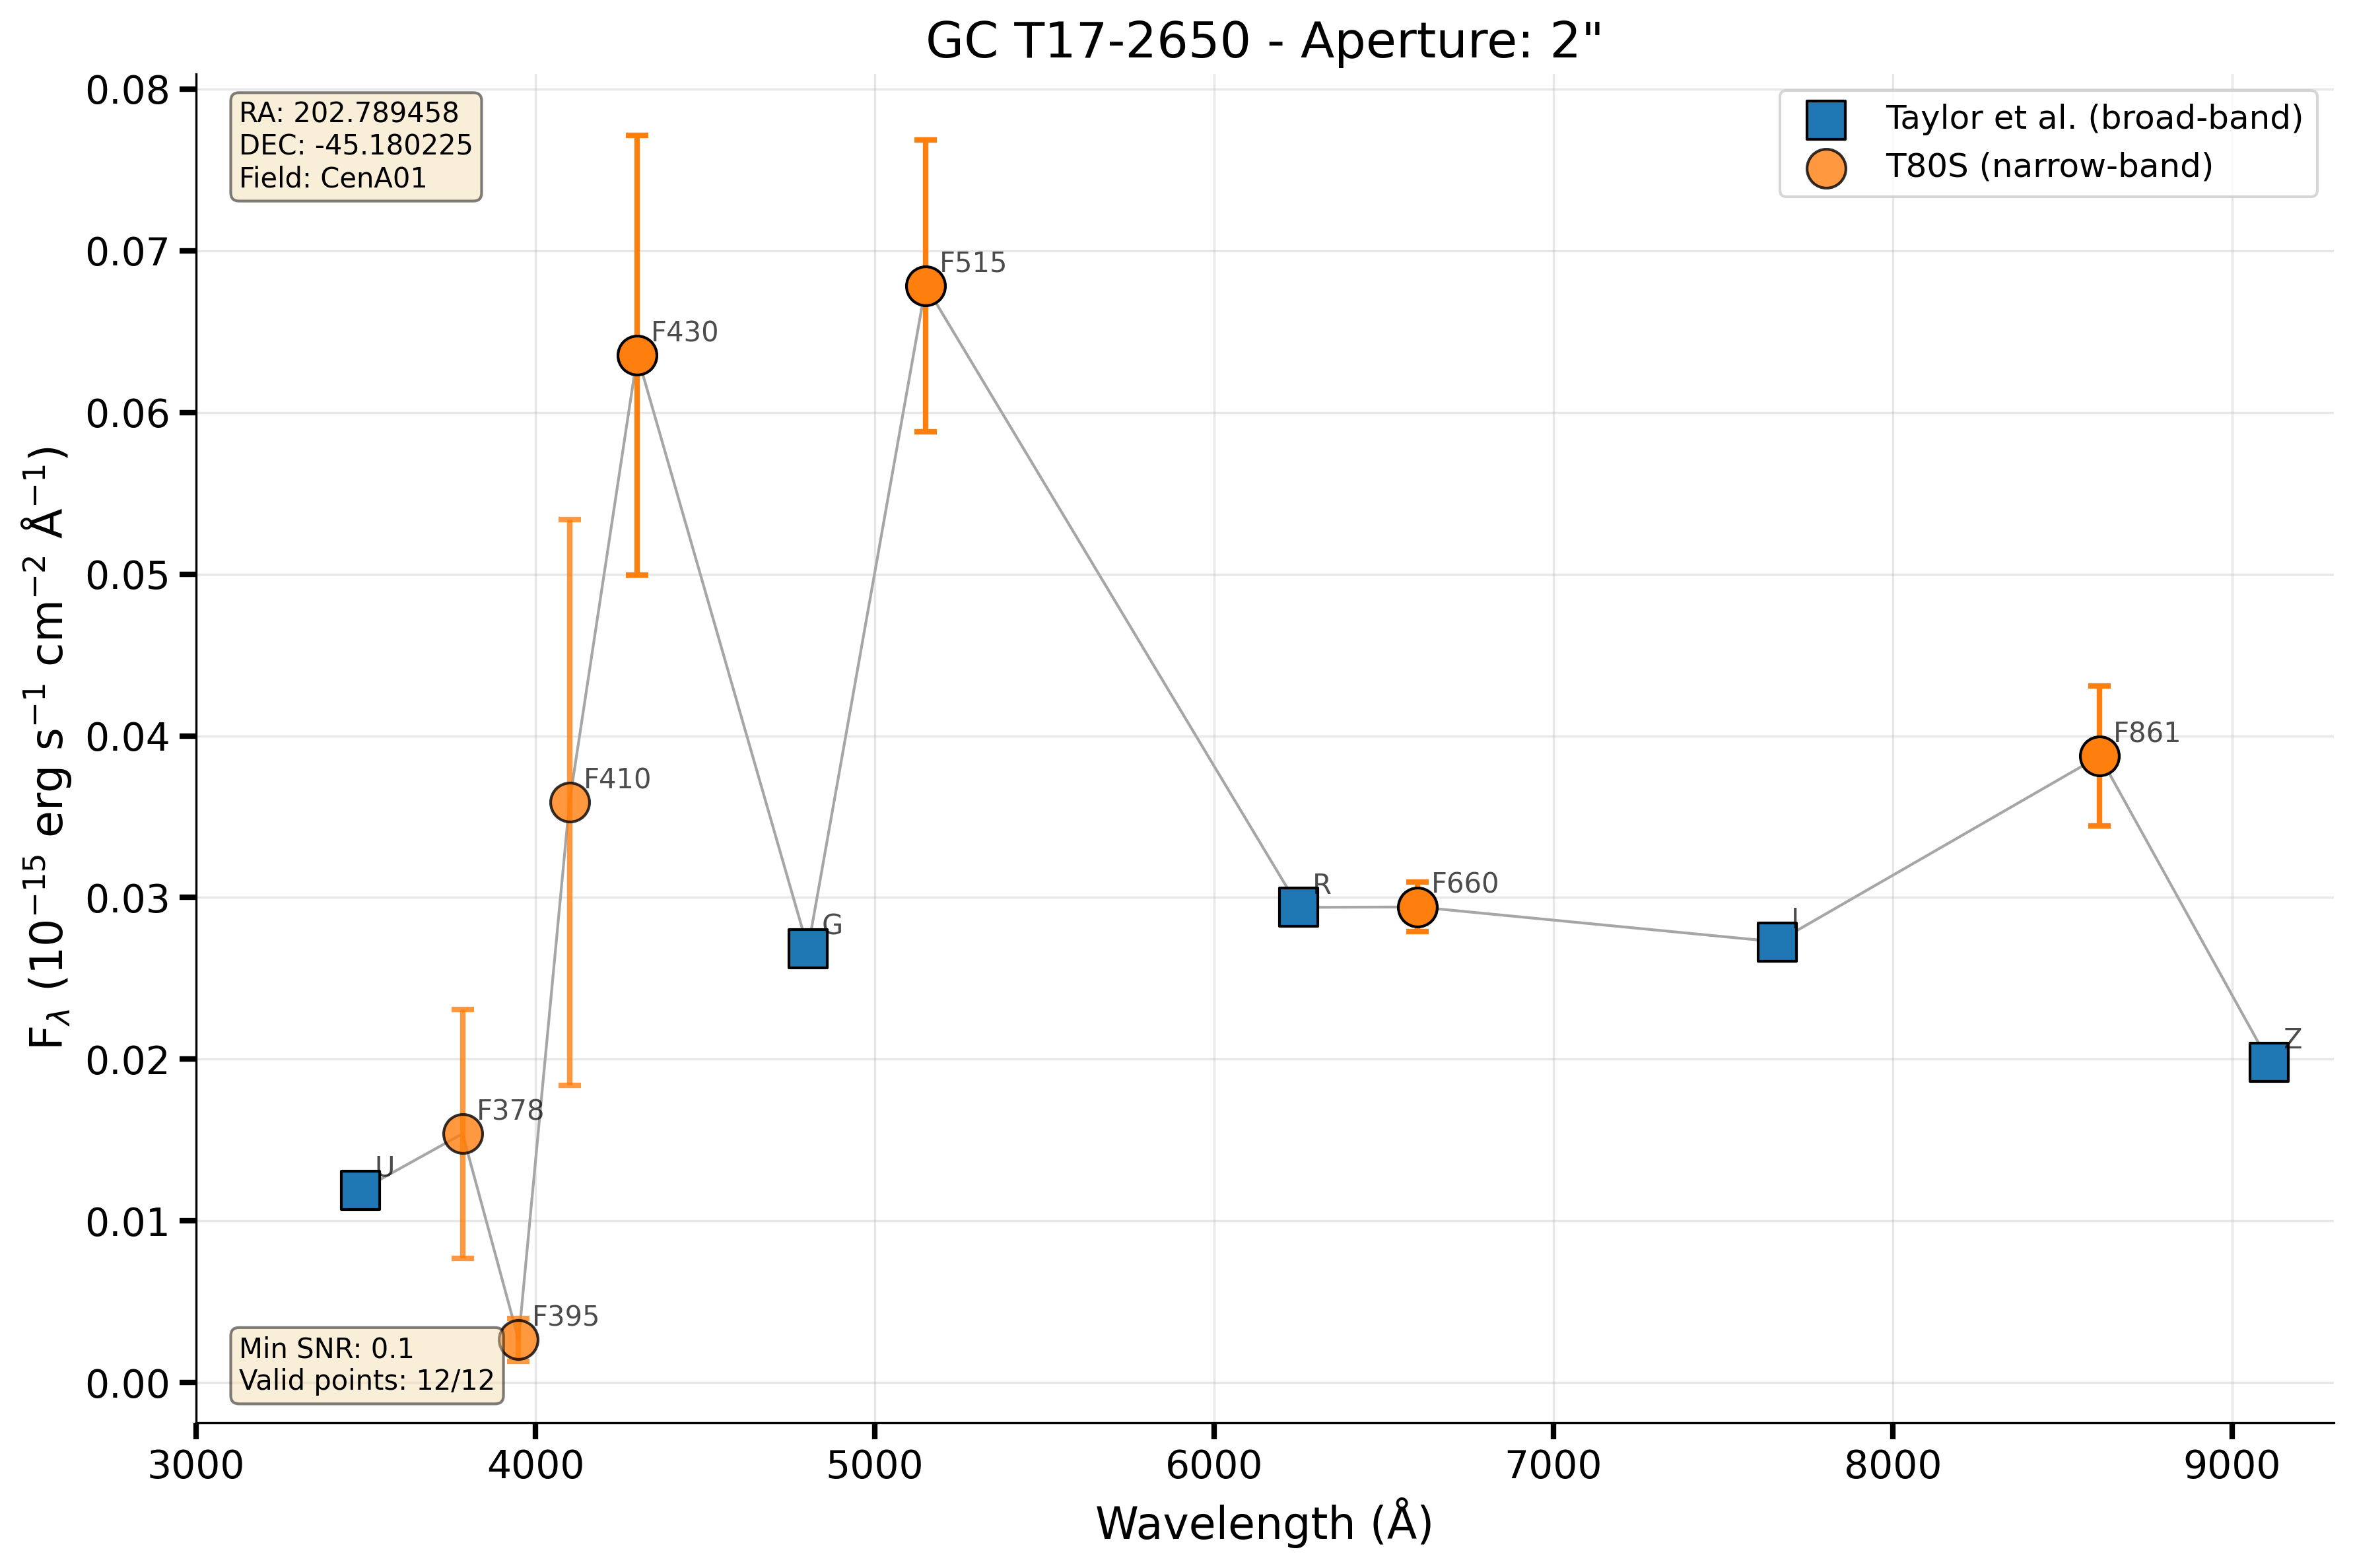 GC T17-2650 - Aperture: 2"
RA: 202.789458
DEC: -45.180225
Field: CenA01
Taylor et al. (broad-band)
T80S (narrow-band)
0.08
0.07
0.06
0.05
0.04
0.03
0.02
0.01
0.00
F_λ (10⁻¹⁵ erg s⁻¹ cm⁻² Å⁻¹)
F515
F430
F410
F861
G
R
F660
I
Z
U
F378
F395
Min SNR: 0.1
Valid points: 12/12
3000 4000 5000 6000 7000 8000 9000
Wavelength (Å)